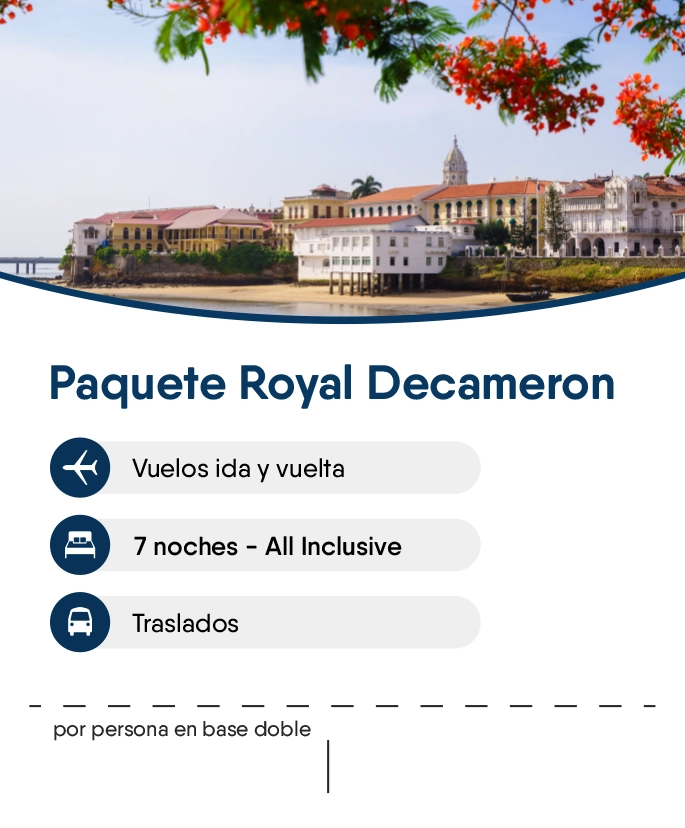 Paquete Royal Decameron
Vuelos ida y vuelta
7 noches - All Inclusive
Traslados
por persona en base doble